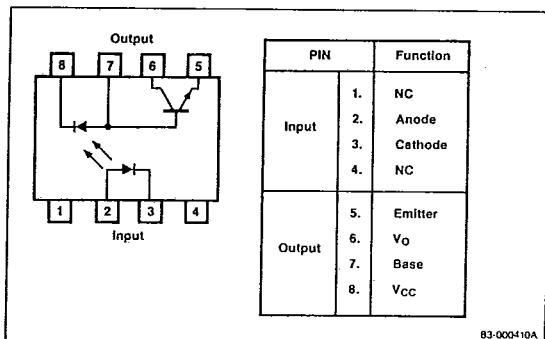 Output
8 7 6 5
1 2 3 4
Input
PIN Function
Input
1. NC
2. Anode
3. Cathode
4. NC
Output
5. Emitter
6. VO
7. Base
8. VCC
83-000410A